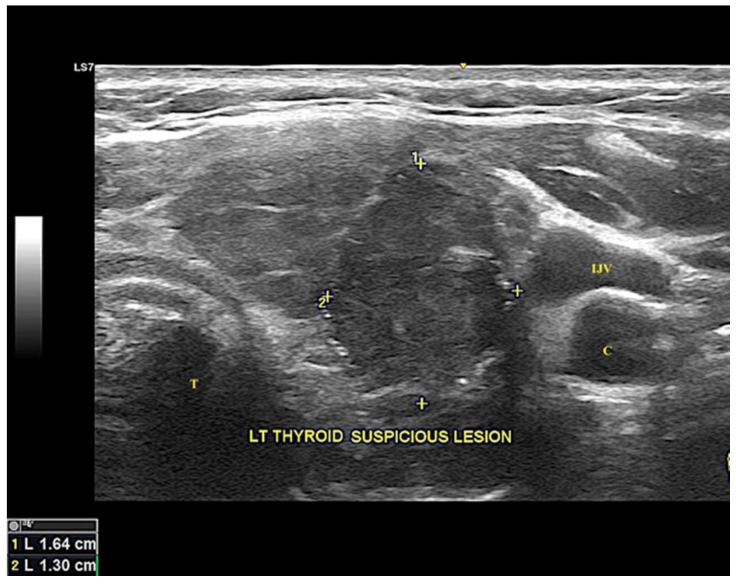 LS7
1
2
IJV
C
T
LT THYROID SUSPICIOUS LESION
1 L 1.64 cm
2 L 1.30 cm